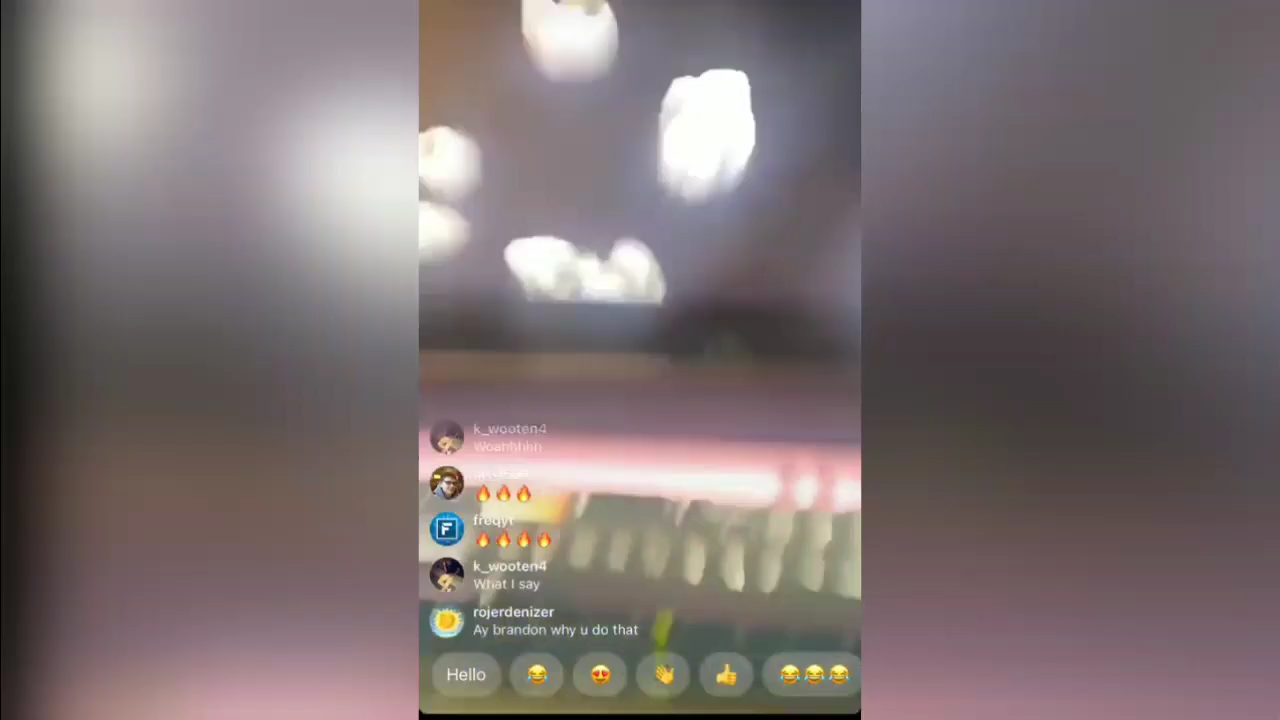 k_wooten4
Woahhhhh
🔥🔥🔥
freqyt
🔥🔥🔥🔥
k_wooten4
What I say
rojerdenizer
Ay brandon why u do that
Hello 😂 😍 👋 👍 😂😂😂